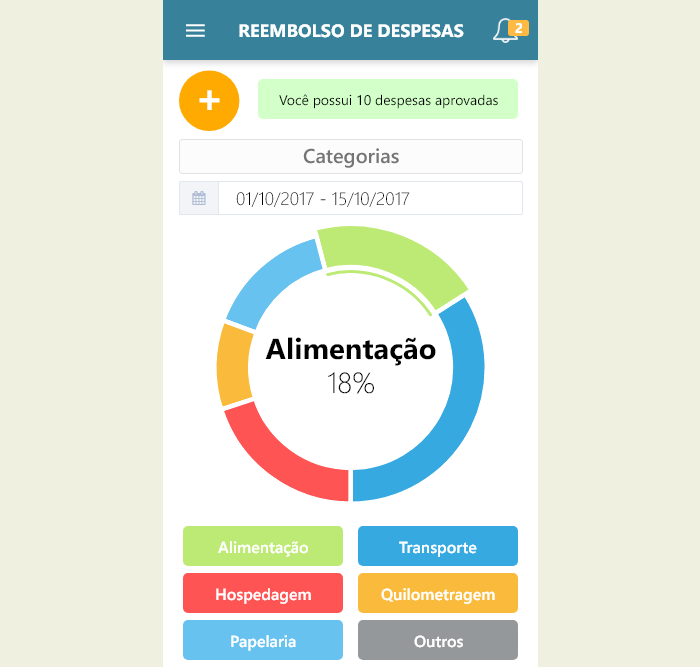 REEMBOLSO DE DESPESAS
2
Você possui 10 despesas aprovadas
Categorias
01/10/2017 - 15/10/2017
Alimentação
18%
Alimentação
Transporte
Hospedagem
Quilometragem
Papelaria
Outros